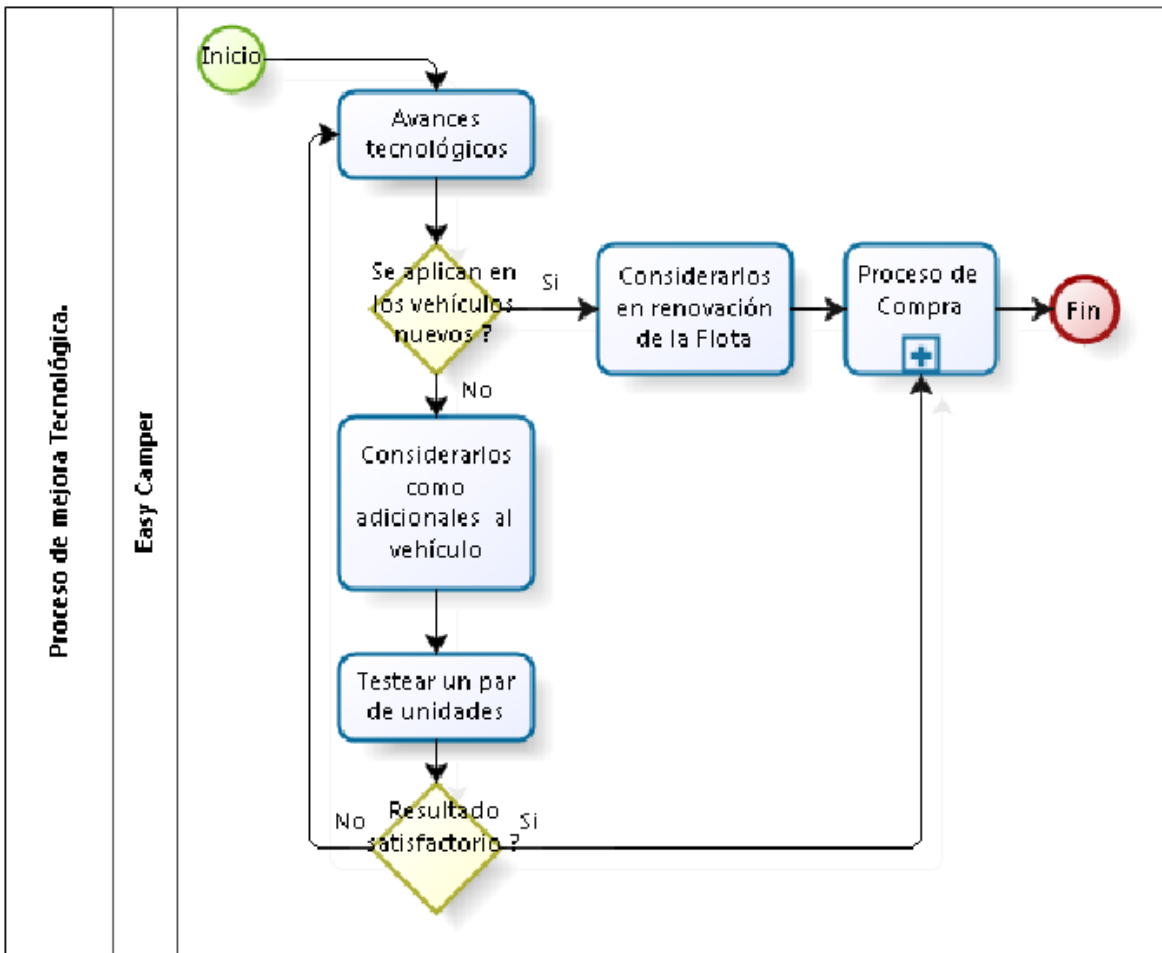 Proceso de mejora Tecnológica.
Easy Camper
Inicio
Avances
tecnológicos
Se aplican en
los vehículos
nuevos ?
Si
Considerarlos
en renovación
de la Flota
Proceso de
Compra
Fin
No
Considerarlos
como
adicionales al
vehículo
Testear un par
de unidades
Resultado
satisfactorio ?
No
Si